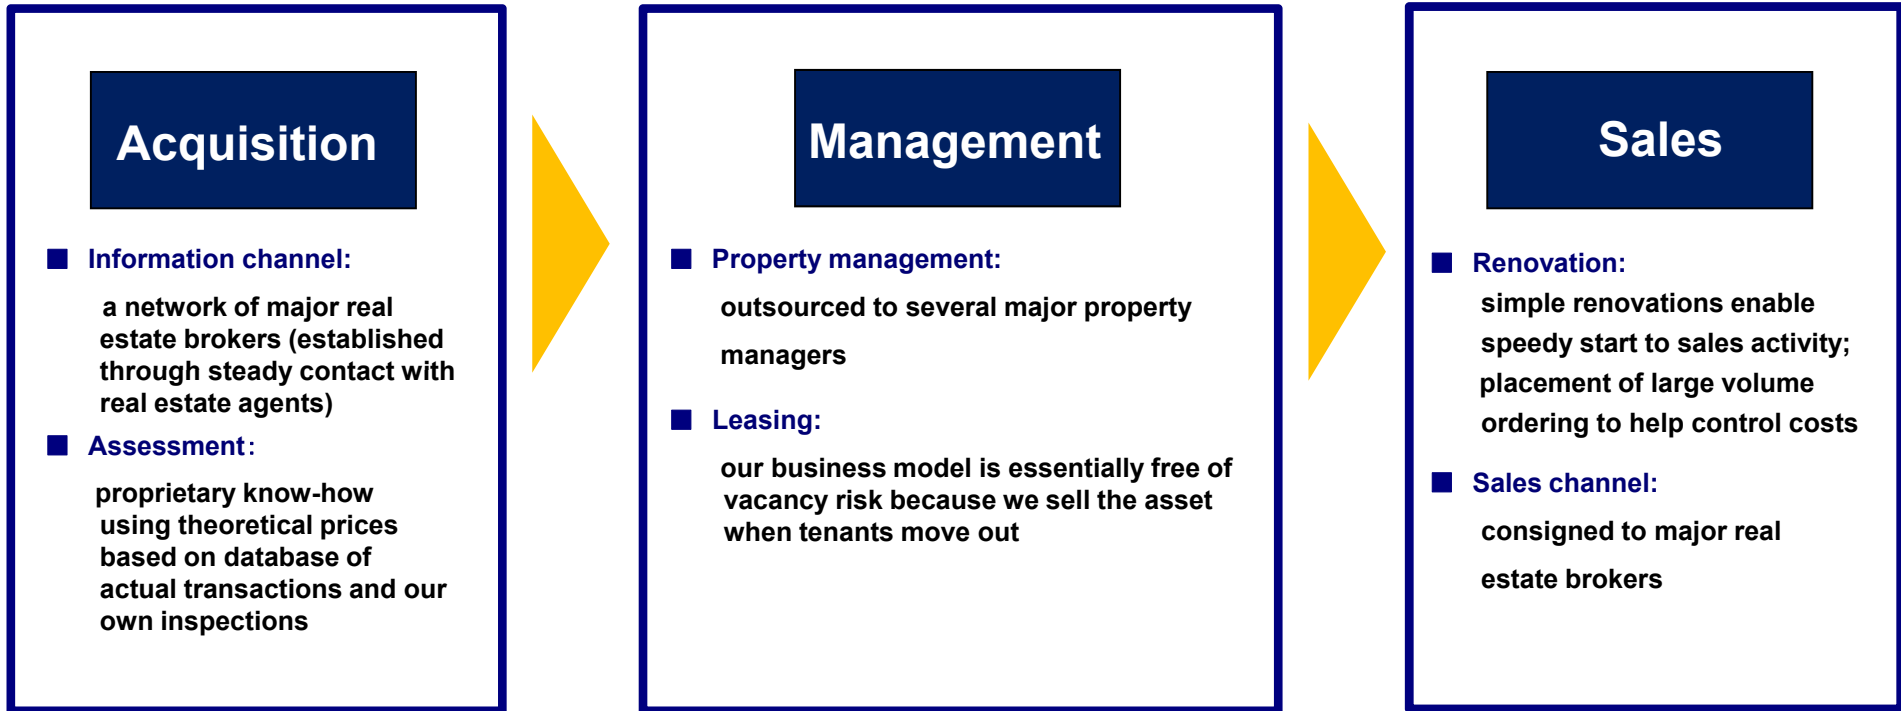 Acquisition
■ Information channel:
a network of major real
estate brokers (established
through steady contact with
real estate agents)
■ Assessment:
proprietary know-how
using theoretical prices
based on database of
actual transactions and our
own inspections
Management
■ Property management:
outsourced to several major property
managers
■ Leasing:
our business model is essentially free of
vacancy risk because we sell the asset
when tenants move out
Sales
■ Renovation:
simple renovations enable
speedy start to sales activity;
placement of large volume
ordering to help control costs
■ Sales channel:
consigned to major real
estate brokers